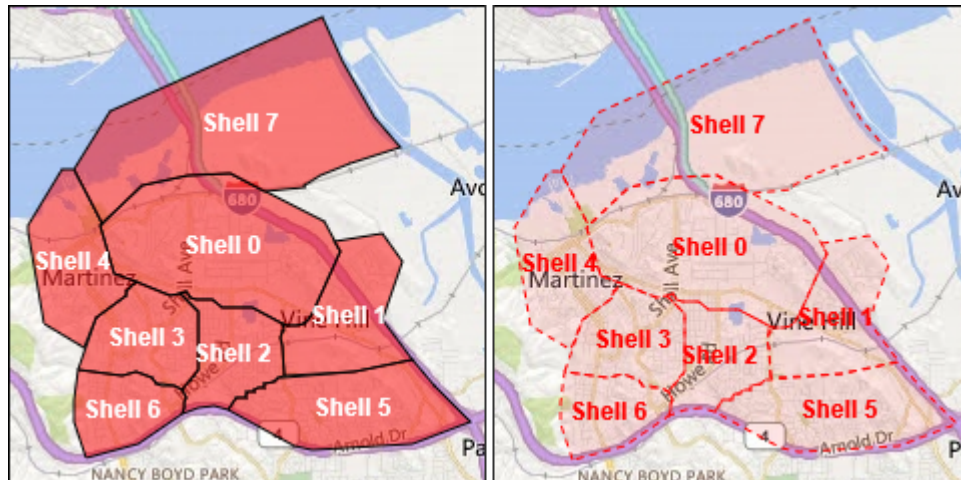 Shell 7
Avo
680
Shell 0
Shell Ave
Shell 4
Martinez
Shell 1
Vine Hill
Shell 3
Shell 2
Howe R
Shell 6
Shell 5
4
Arnold Dr
Pa
NANCY BOYD PARK
Shell 7
Avo
680
Shell 0
Shell Ave
Shell 4
Martinez
Shell 1
Vine Hill
Shell 3
Shell 2
Howe R
Shell 6
Shell 5
4
Arnold Dr
Pa
NANCY BOYD PARK